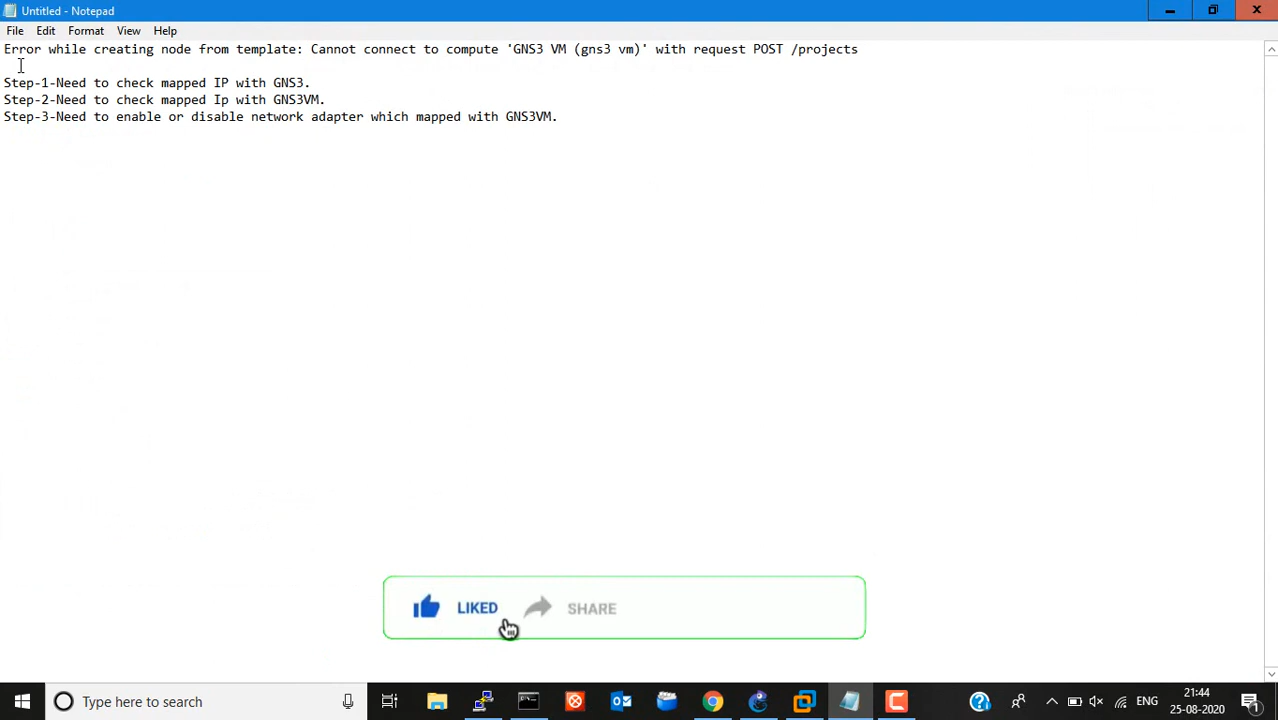 Untitled - Notepad
File Edit Format View Help
Error while creating node from template: Cannot connect to compute 'GNS3 VM (gns3 vm)' with request POST /projects
Step-1-Need to check mapped IP with GNS3.
Step-2-Need to check mapped Ip with GNS3VM.
Step-3-Need to enable or disable network adapter which mapped with GNS3VM.
LIKED SHARE
Type here to search
ENG
21:44
25-08-2020
1